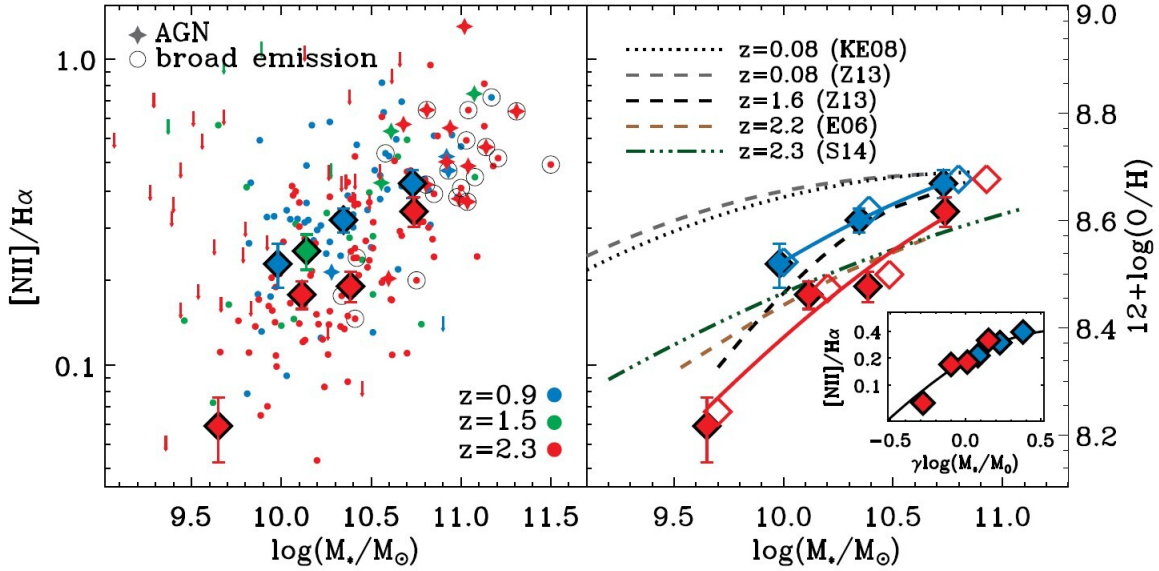 AGN
broad emission
z=0.9
z=1.5
z=2.3
[NII]/Hα
1.0
0.1
9.5 10.0 10.5 11.0 11.5
log(M*/M⊙)
z=0.08 (KE08)
z=0.08 (Z13)
z=1.6 (Z13)
z=2.2 (E06)
z=2.3 (S14)
[NII]/Hα
0.4
0.2
0.1
−0.5 0.0 0.5
γlog(M*/M0)
9.5 10.0 10.5 11.0
log(M*/M⊙)
9.0
8.8
8.6
8.4
8.2
12+log(O/H)